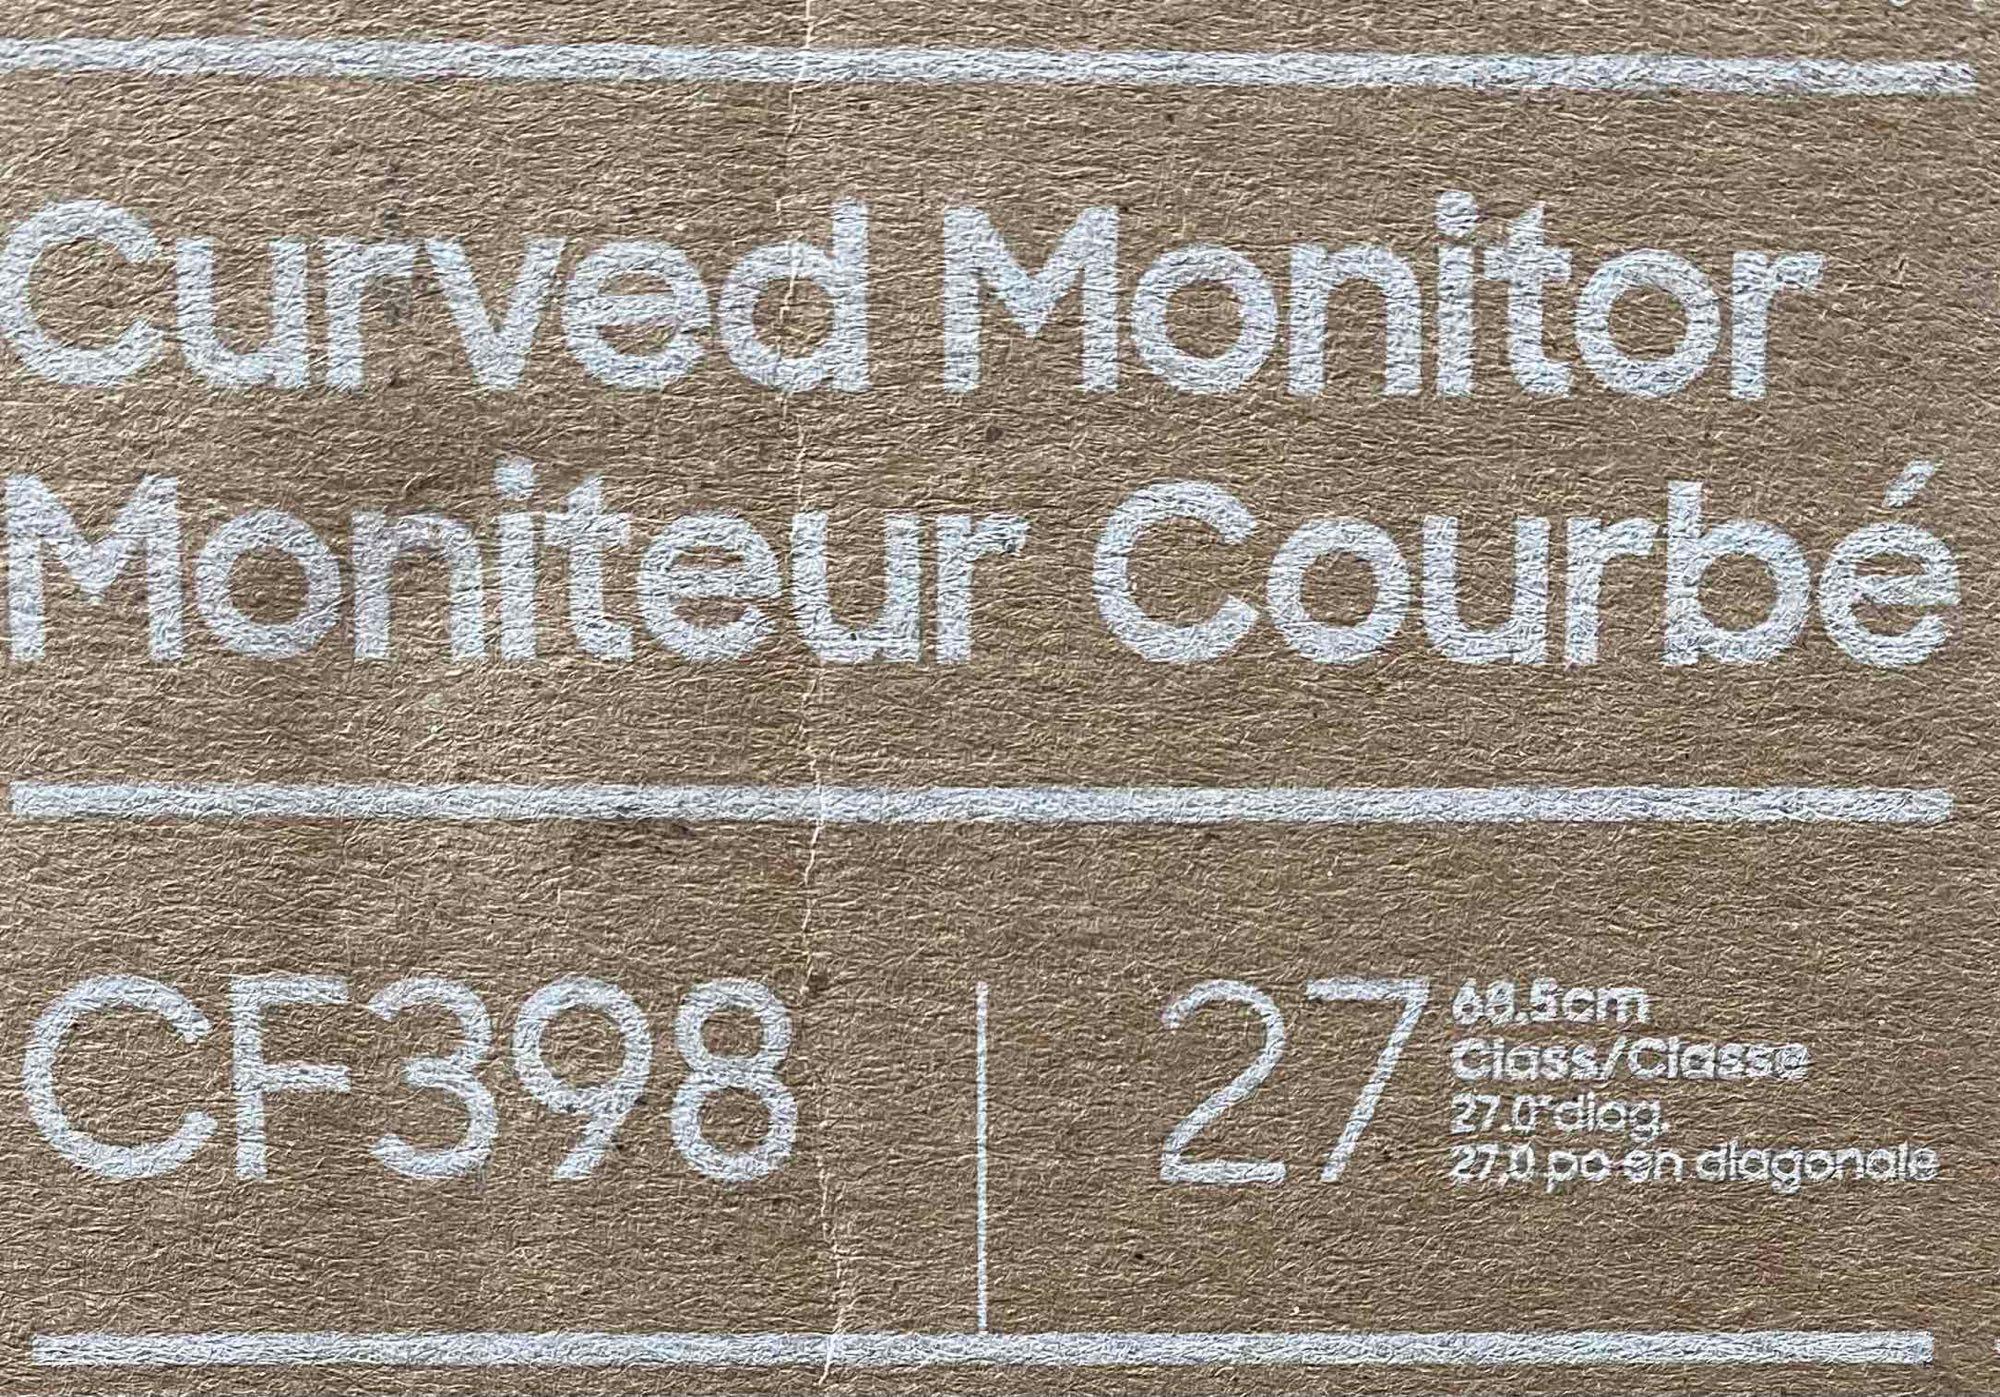 Curved Monitor
Moniteur Courbé
CF398
27
68.5cm
Class/Classe
27.0" diag.
27,0 po en diagonale